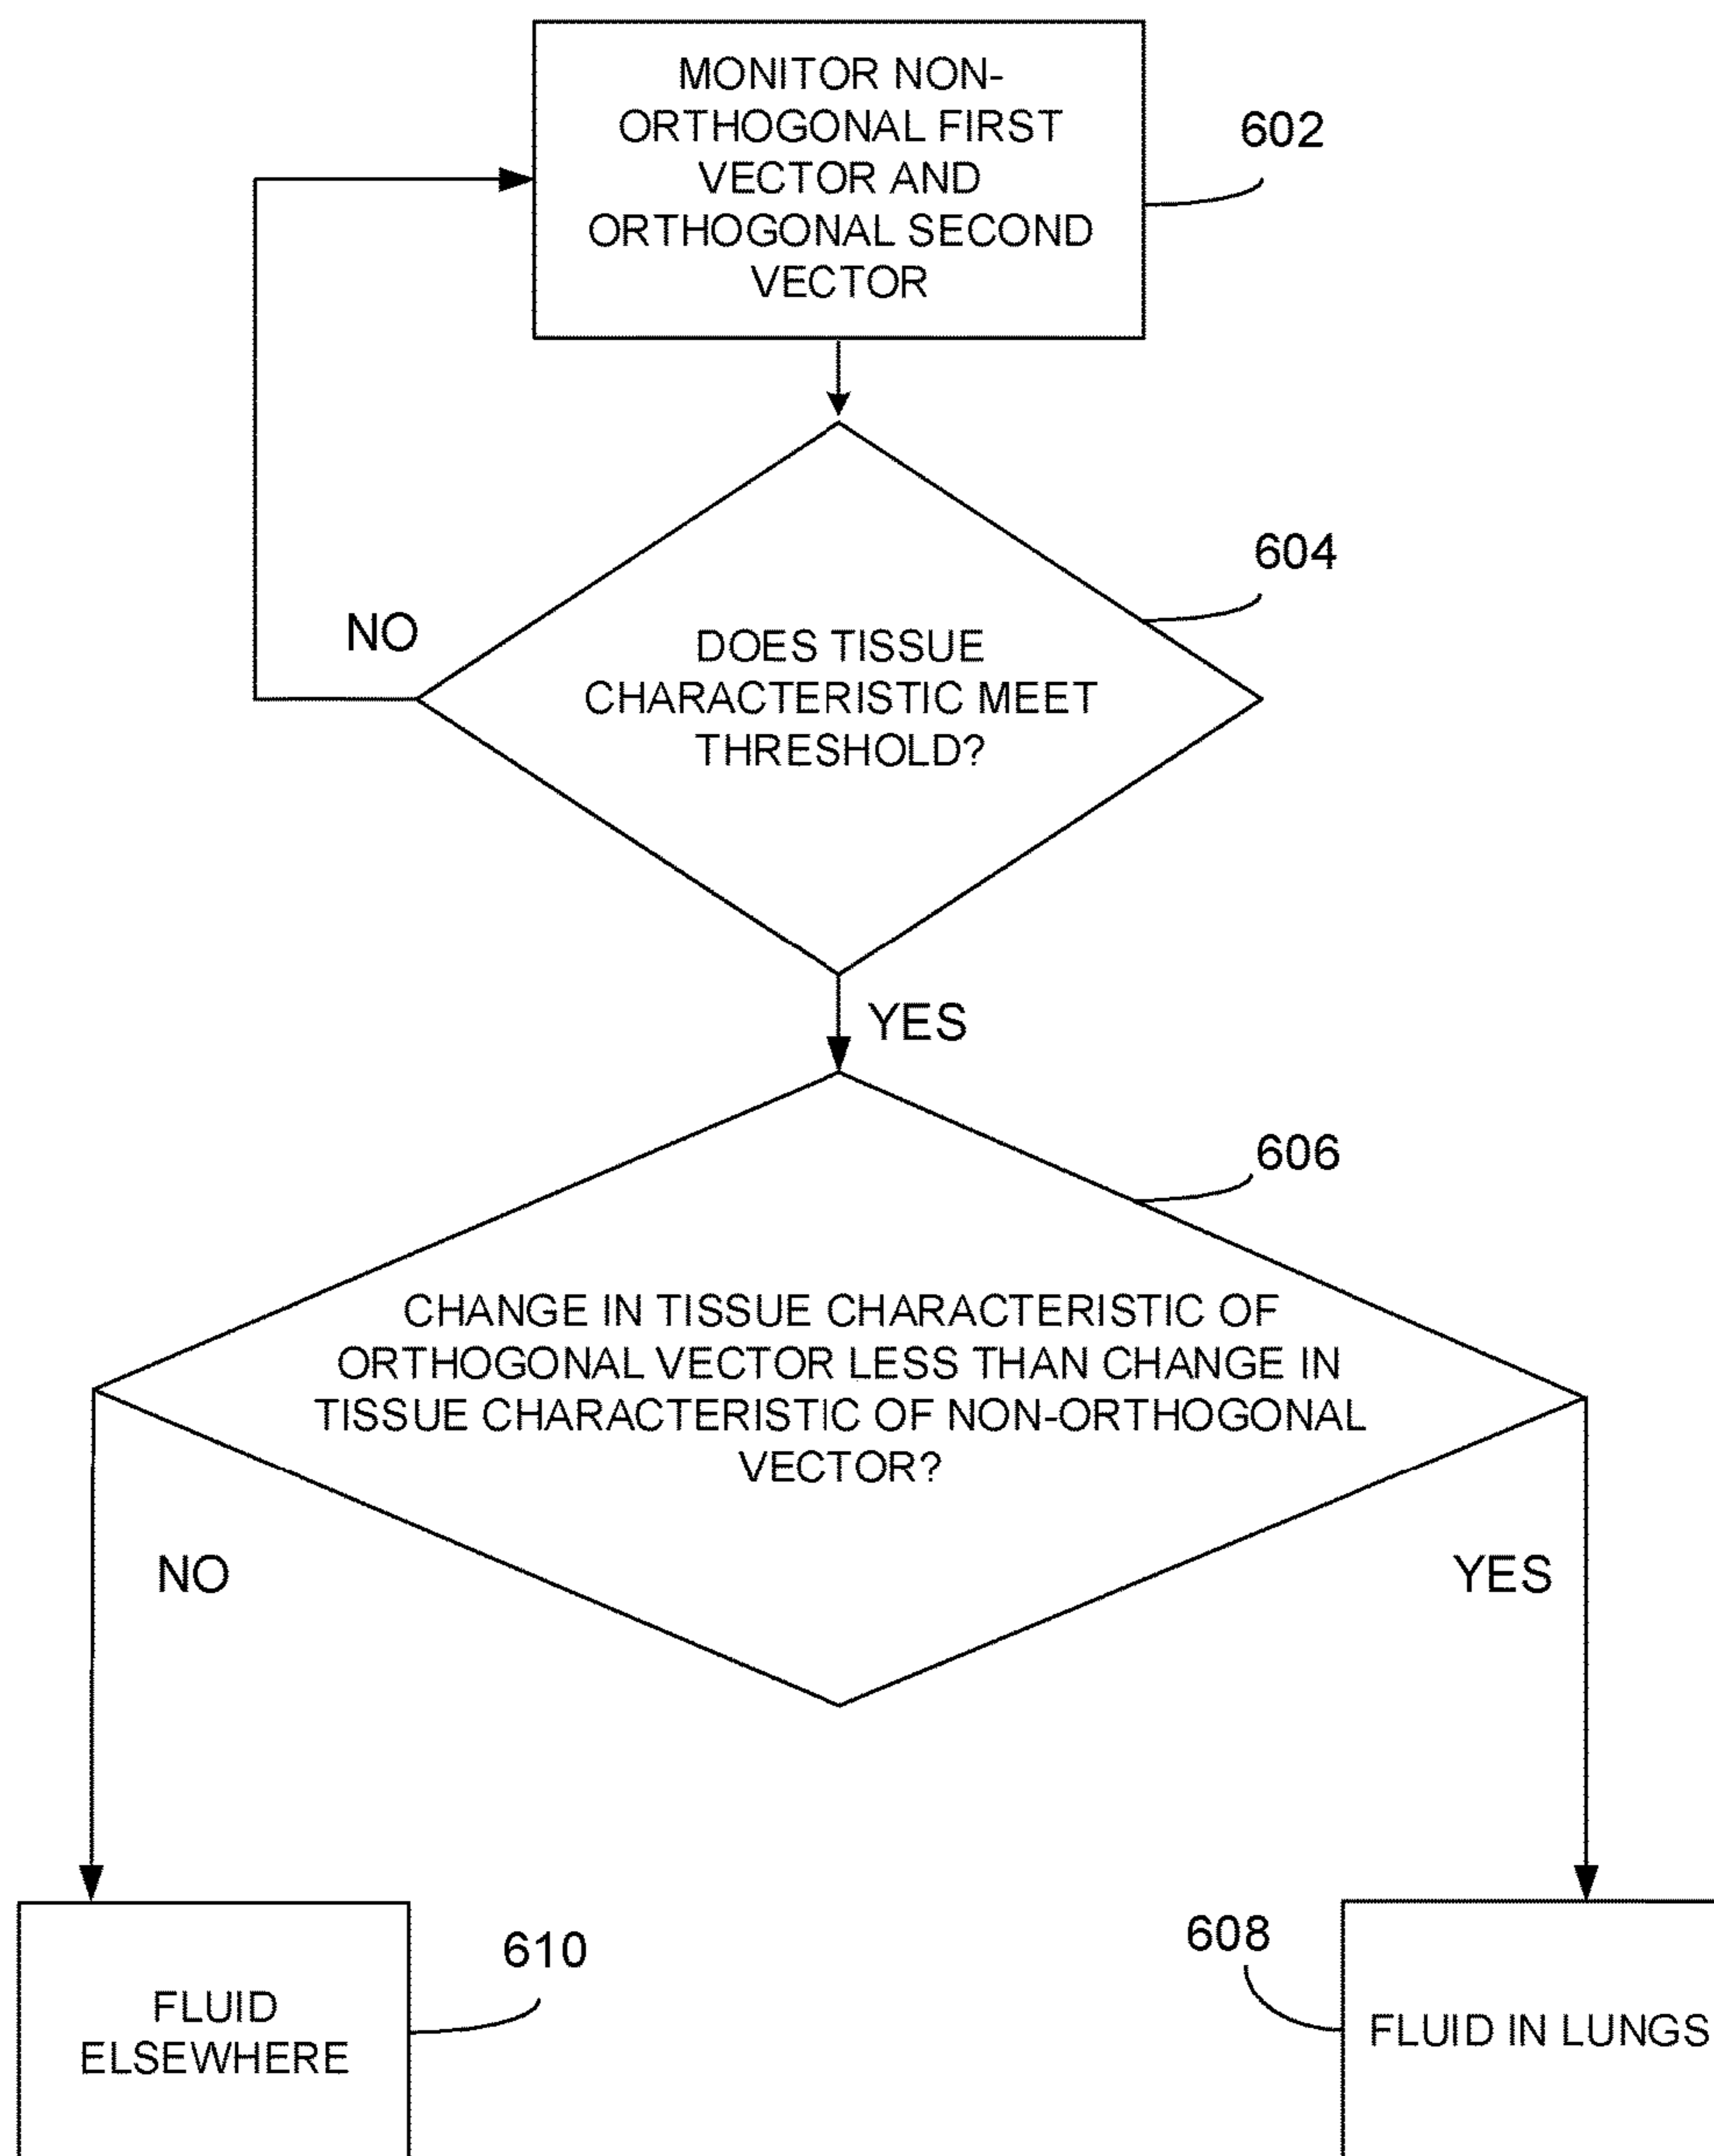 MONITOR NON-
ORTHOGONAL FIRST
VECTOR AND
ORTHOGONAL SECOND
VECTOR
602
604
NO
DOES TISSUE
CHARACTERISTIC MEET
THRESHOLD?
YES
606
CHANGE IN TISSUE CHARACTERISTIC OF
ORTHOGONAL VECTOR LESS THAN CHANGE IN
TISSUE CHARACTERISTIC OF NON-ORTHOGONAL
VECTOR?
NO
YES
610
FLUID
ELSEWHERE
608
FLUID IN LUNGS